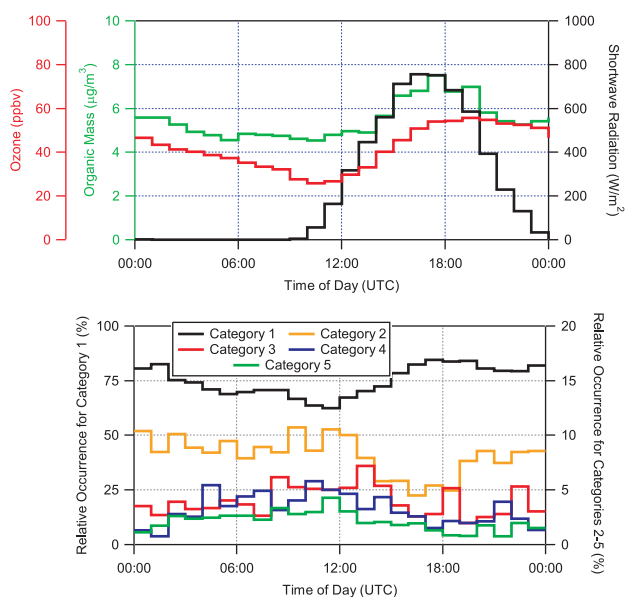 Ozone (ppbv)
100
80
60
40
20
0
Organic Mass (µg/m³)
10
8
6
4
2
0
1000
800
600
400
200
0
Shortwave Radiation
(W/m²)
00:00 06:00 12:00 18:00 00:00
Time of Day (UTC)
Relative Occurrence for Category 1 (%)
100
75
50
25
0
Category 1 Category 2
Category 3 Category 4
Category 5
20
15
10
5
0
Relative Occurrence for Categories 2-5 (%)
00:00 06:00 12:00 18:00 00:00
Time of Day (UTC)